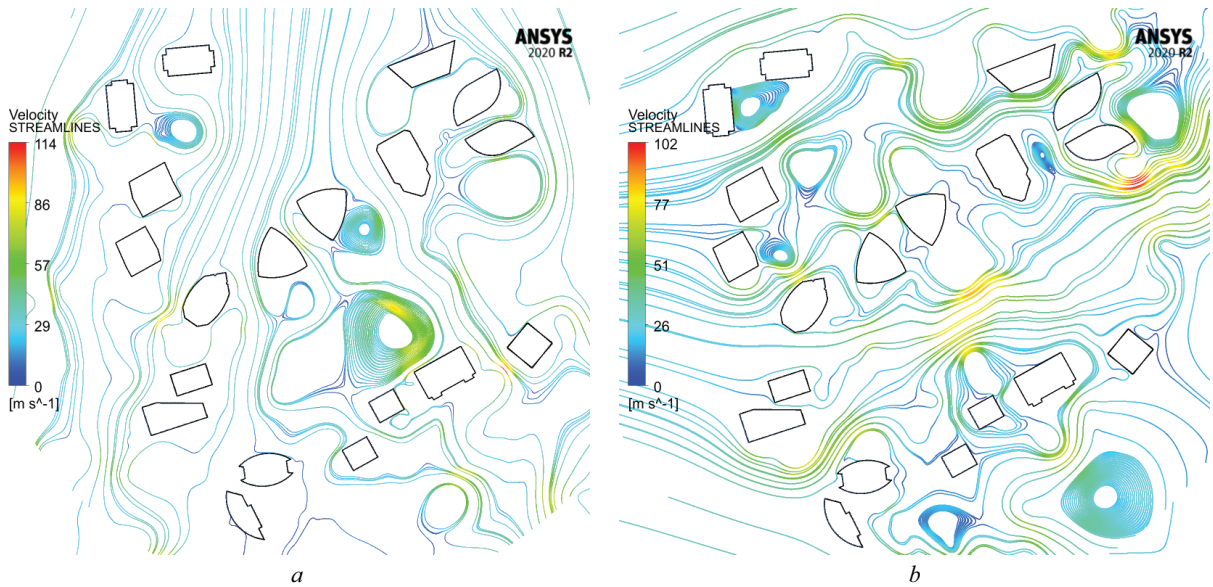 ANSYS
2020 R2
Velocity
STREAMLINES
114
86
57
29
0
[m s^-1]
a
ANSYS
2020 R2
Velocity
STREAMLINES
102
77
51
26
0
[m s^-1]
b